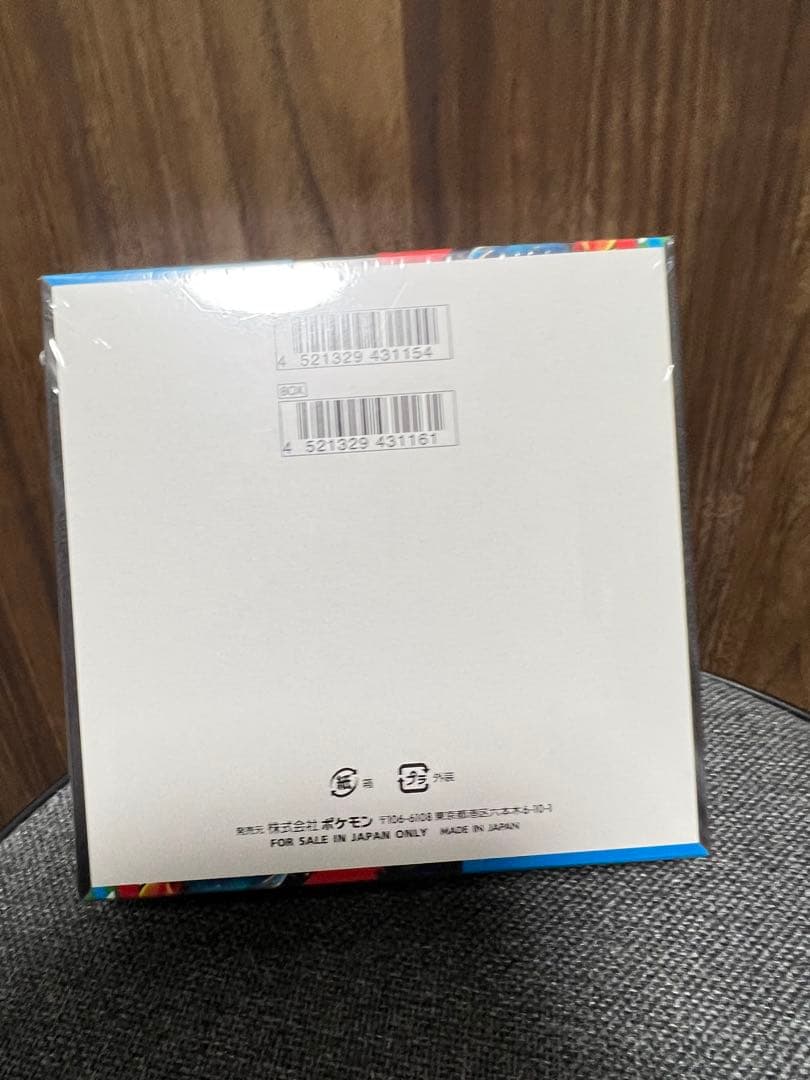 4 521329 431154
BOX
4 521329 431161
紙 箱 プラ 外装
発売元 株式会社 ポケモン 〒106-6108 東京都港区六本木6-10-1
FOR SALE IN JAPAN ONLY MADE IN JAPAN